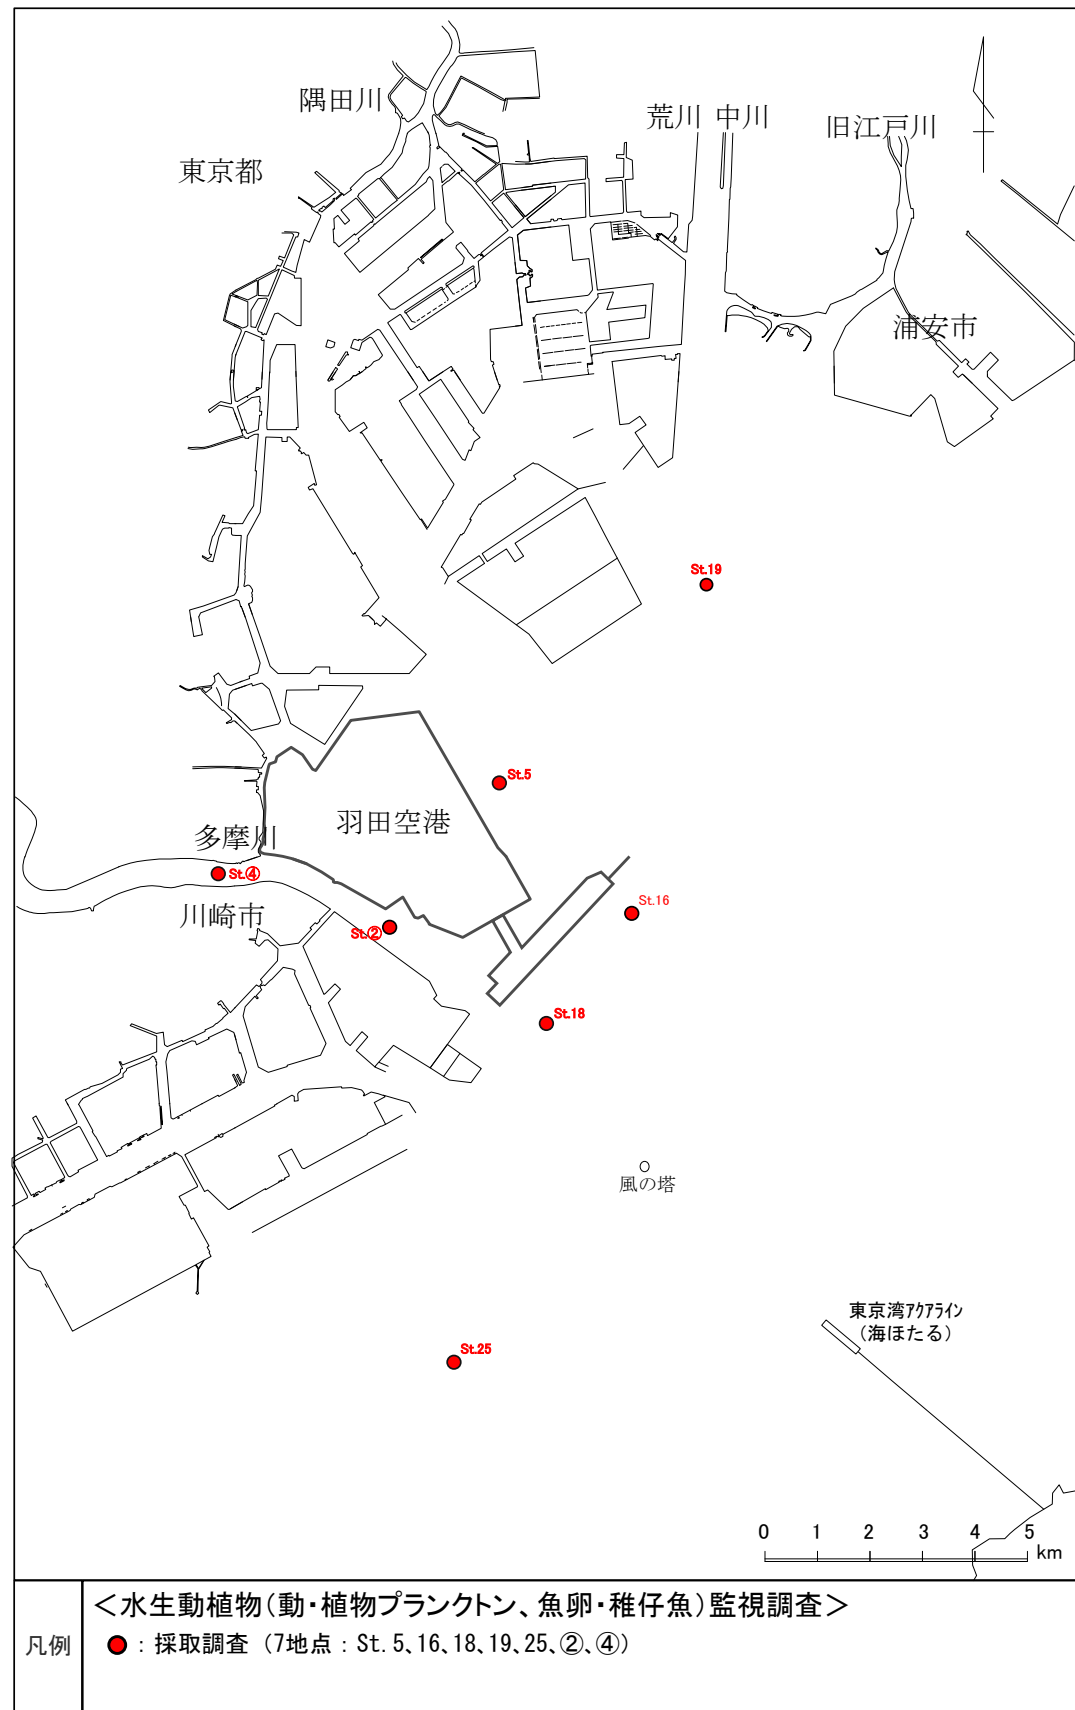 隅田川
荒川 中川
旧江戸川
東京都
浦安市
St.19
St.5
羽田空港
多摩川
St.④
St.16
川崎市
St.②
St.18
風の塔
東京湾ｱｸｱﾗｲﾝ
（海ほたる）
St.25
0 1 2 3 4 5
km
凡例
＜水生動植物（動・植物プランクトン、魚卵・稚仔魚）監視調査＞
●：採取調査（7地点：St.5、16、18、19、25、②、④）